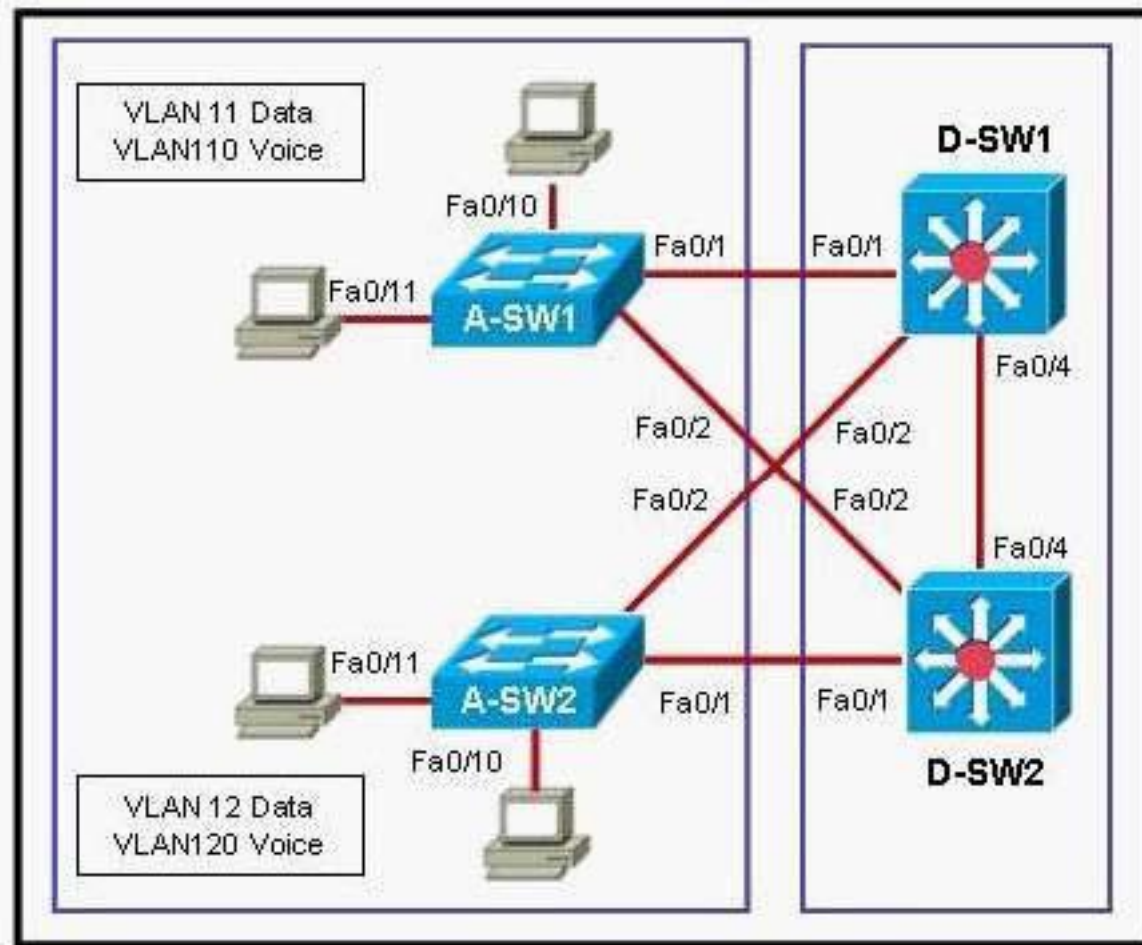 VLAN 11 Data
VLAN110 Voice
D-SW1
Fa0/10
Fa0/1
Fa0/1
Fa0/11
A-SW1
Fa0/4
Fa0/2
Fa0/2
Fa0/2
Fa0/2
Fa0/4
Fa0/11
A-SW2
Fa0/1
Fa0/1
Fa0/10
D-SW2
VLAN 12 Data
VLAN120 Voice